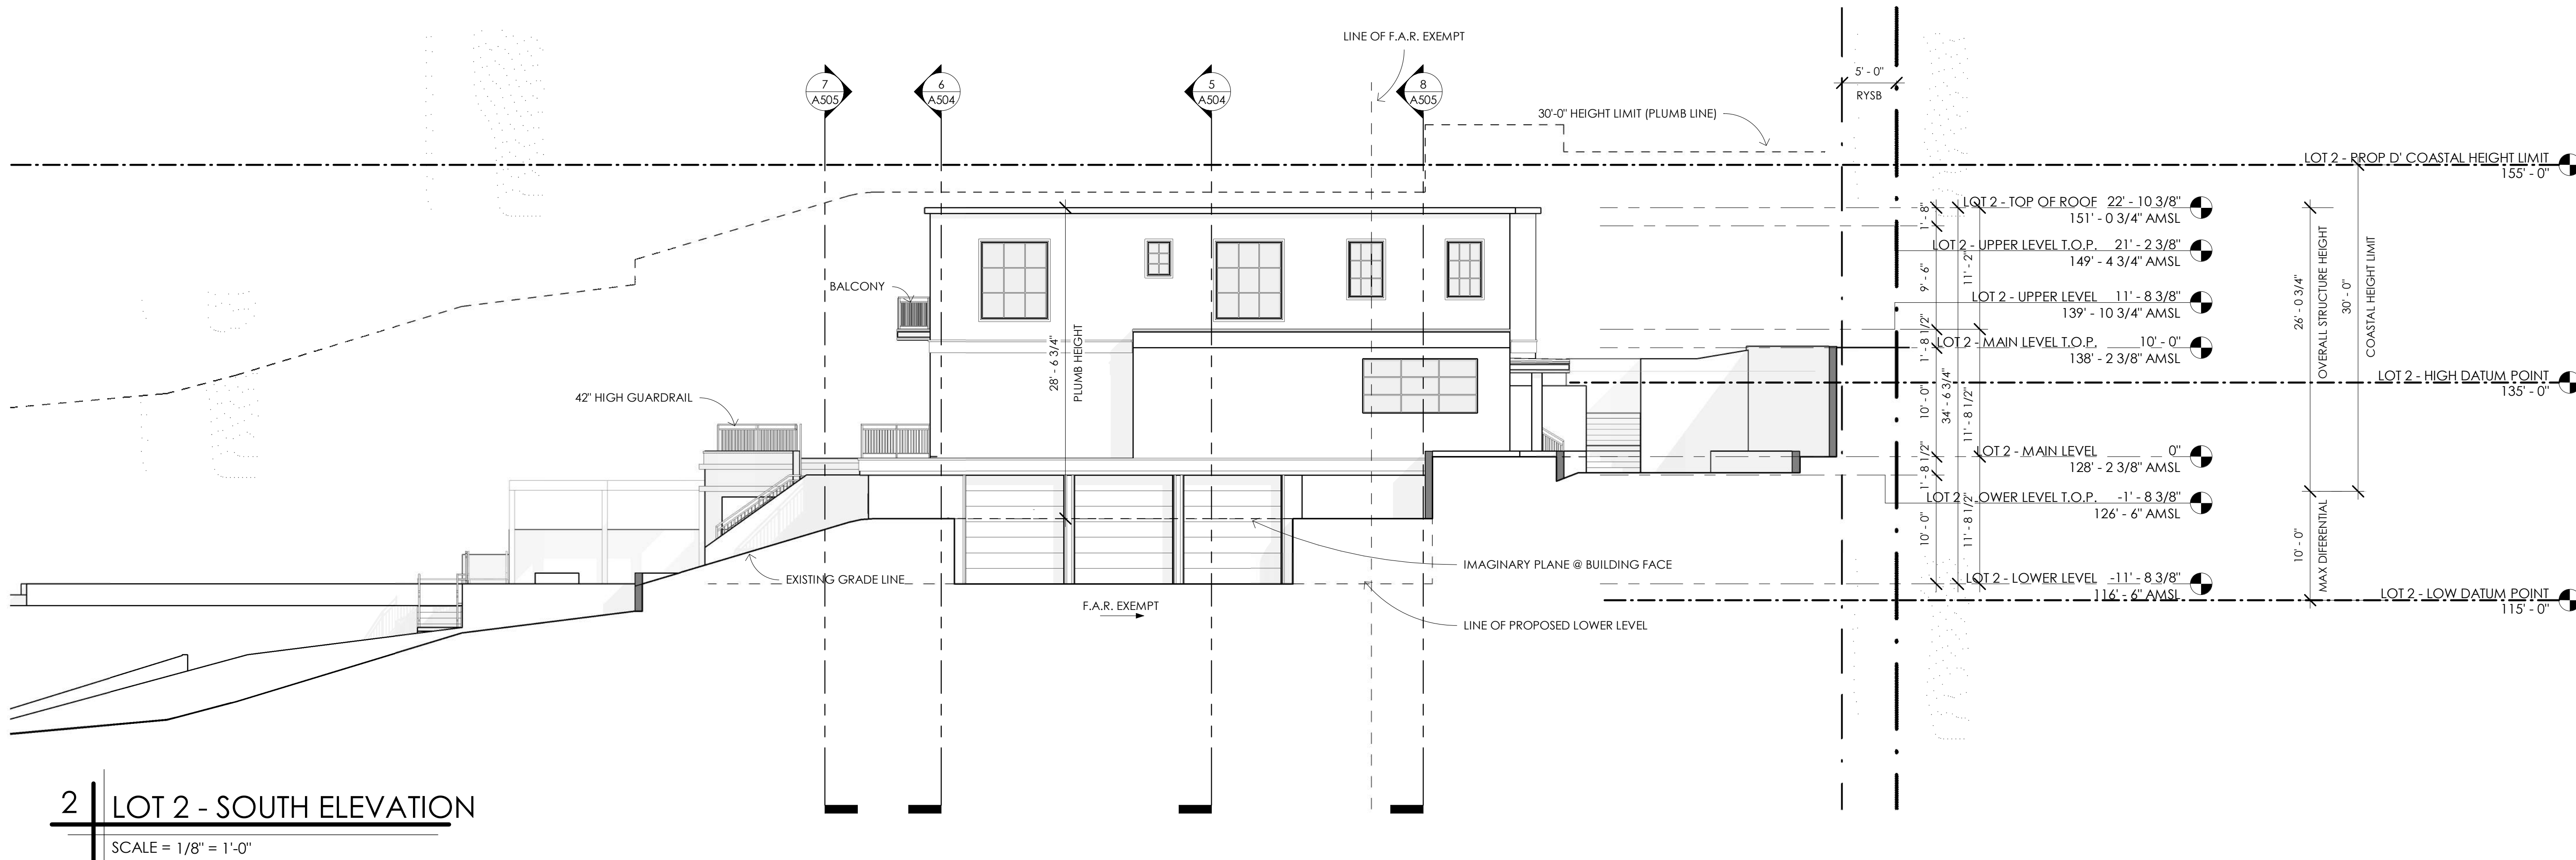 LINE OF F.A.R. EXEMPT
7
A505
6
A504
5
A504
8
A505
5' - 0"
RYSB
30'-0" HEIGHT LIMIT (PLUMB LINE)
LOT 2 - PROP D' COASTAL HEIGHT LIMIT
155' - 0"
LOT 2 - TOP OF ROOF 22' - 10 3/8"
151' - 0 3/4" AMSL
LOT 2 - UPPER LEVEL T.O.P. 21' - 2 3/8"
149' - 4 3/4" AMSL
LOT 2 - UPPER LEVEL 11' - 8 3/8"
139' - 10 3/4" AMSL
LOT 2 - MAIN LEVEL T.O.P. 10' - 0"
138' - 2 3/8" AMSL
LOT 2 - HIGH DATUM POINT
135' - 0"
LOT 2 - MAIN LEVEL 0"
128' - 2 3/8" AMSL
LOT 2 - LOWER LEVEL T.O.P. -1' - 8 3/8"
126' - 6" AMSL
LOT 2 - LOWER LEVEL -11' - 8 3/8"
116' - 6" AMSL
LOT 2 - LOW DATUM POINT
115' - 0"
1' - 8"
9' - 6"
1' - 8 1/2"
10' - 0"
1' - 8 1/2"
10' - 0"
34' - 6 3/4"
11' - 2"
11' - 8 1/2"
11' - 8 1/2"
26' - 0 3/4"
OVERALL STRUCTURE HEIGHT
30' - 0"
COASTAL HEIGHT LIMIT
10' - 0"
MAX DIFERENTIAL
BALCONY
28' - 6 3/4"
PLUMB HEIGHT
42" HIGH GUARDRAIL
EXISTING GRADE LINE
IMAGINARY PLANE @ BUILDING FACE
F.A.R. EXEMPT
LINE OF PROPOSED LOWER LEVEL
2
LOT 2 - SOUTH ELEVATION
SCALE = 1/8" = 1'-0"